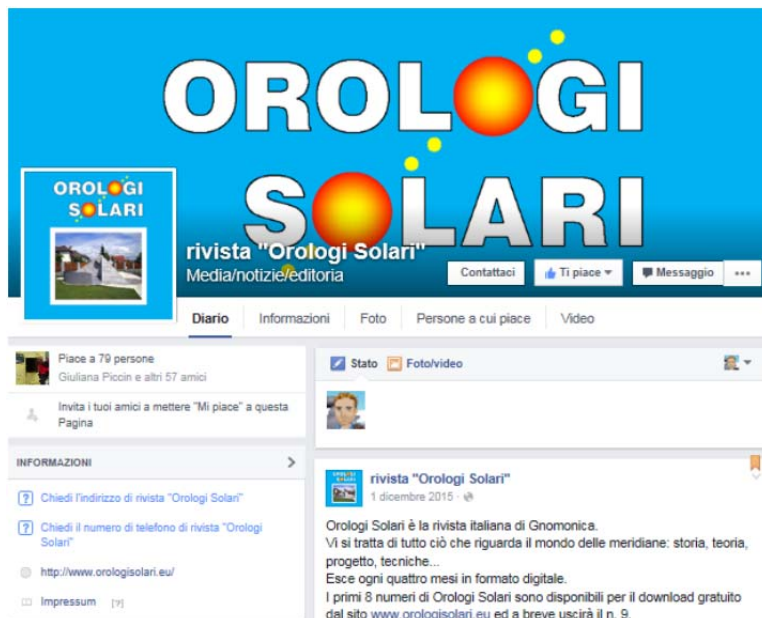 OROLOGI
SOLARI
OROLOGI
SOLARI
rivista "Orologi Solari"
Media/notizie/editoria
Contattaci
Ti piace
Messaggio
Diario Informazioni Foto Persone a cui piace Video
Piace a 79 persone
Giuliana Piccin e altri 57 amici
Invita i tuoi amici a mettere "Mi piace" a questa
Pagina
INFORMAZIONI
Chiedi l'indirizzo di rivista "Orologi Solari"
Chiedi il numero di telefono di rivista "Orologi
Solari"
http://www.orologisolari.eu/
Impressum [?]
Stato Foto/video
rivista "Orologi Solari"
1 dicembre 2015 ·
Orologi Solari è la rivista italiana di Gnomonica.
Vi si tratta di tutto ciò che riguarda il mondo delle meridiane: storia, teoria,
progetto, tecniche...
Esce ogni quattro mesi in formato digitale.
I primi 8 numeri di Orologi Solari sono disponibili per il download gratuito
dal sito www.orologisolari.eu ed a breve uscirà il n. 9.